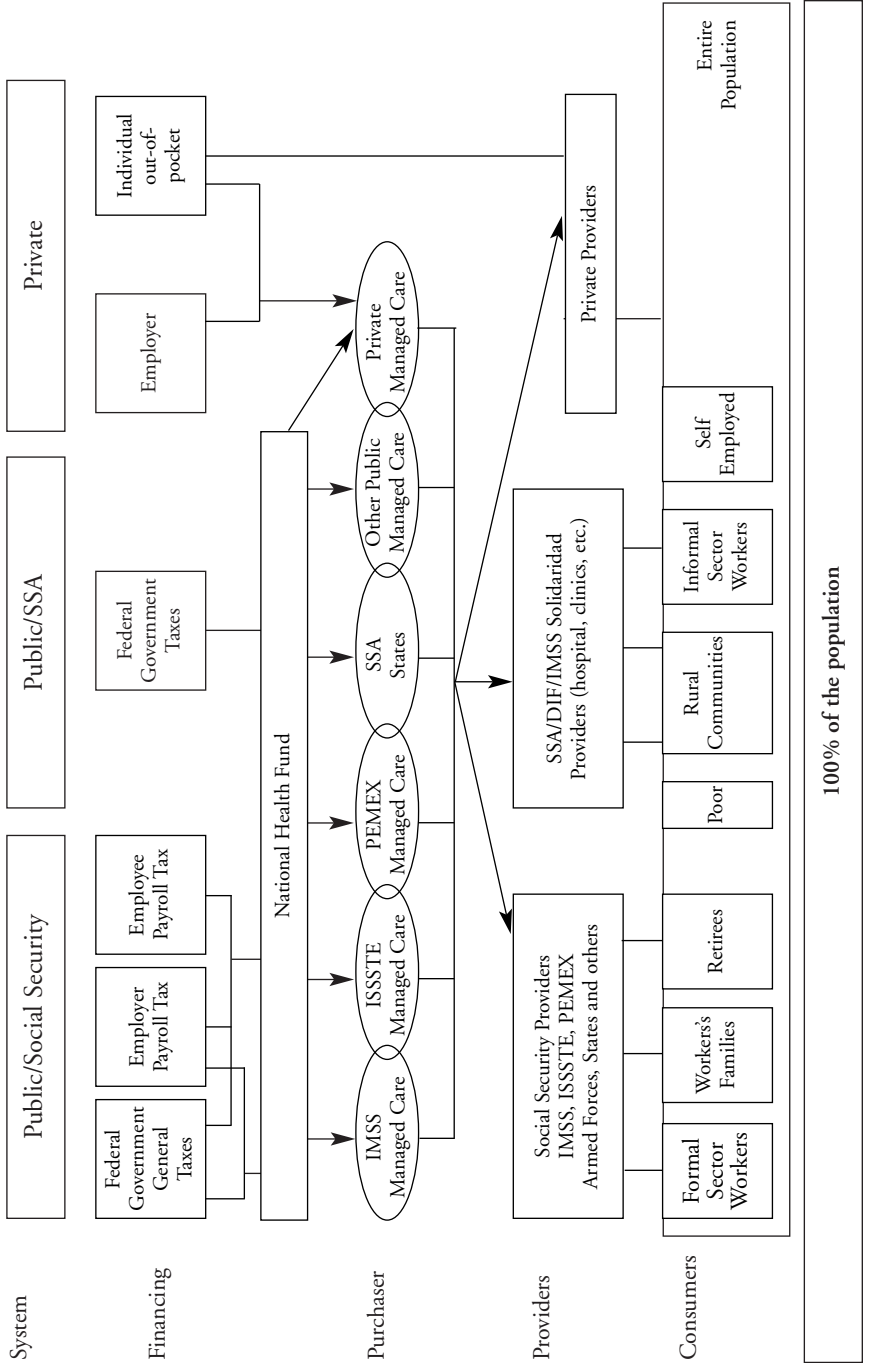 System
Public/Social Security
Public/SSA
Private
Financing
Federal
Government
General
Taxes
Employer
Payroll Tax
Employee
Payroll Tax
Federal
Government
Taxes
Employer
Individual
out-of-
pocket
National Health Fund
Purchaser
IMSS
Managed Care
ISSSTE
Managed Care
PEMEX
Managed Care
SSA
States
Other Public
Managed Care
Private
Managed Care
Providers
Social Security Providers
IMSS, ISSSTE, PEMEX
Armed Forces, States and others
SSA/DIF/IMSS Solidaridad
Providers (hospital, clinics, etc.)
Private Providers
Consumers
Formal
Sector
Workers
Workers's
Families
Retirees
Poor
Rural
Communities
Informal
Sector
Workers
Self
Employed
Entire
Population
100% of the population